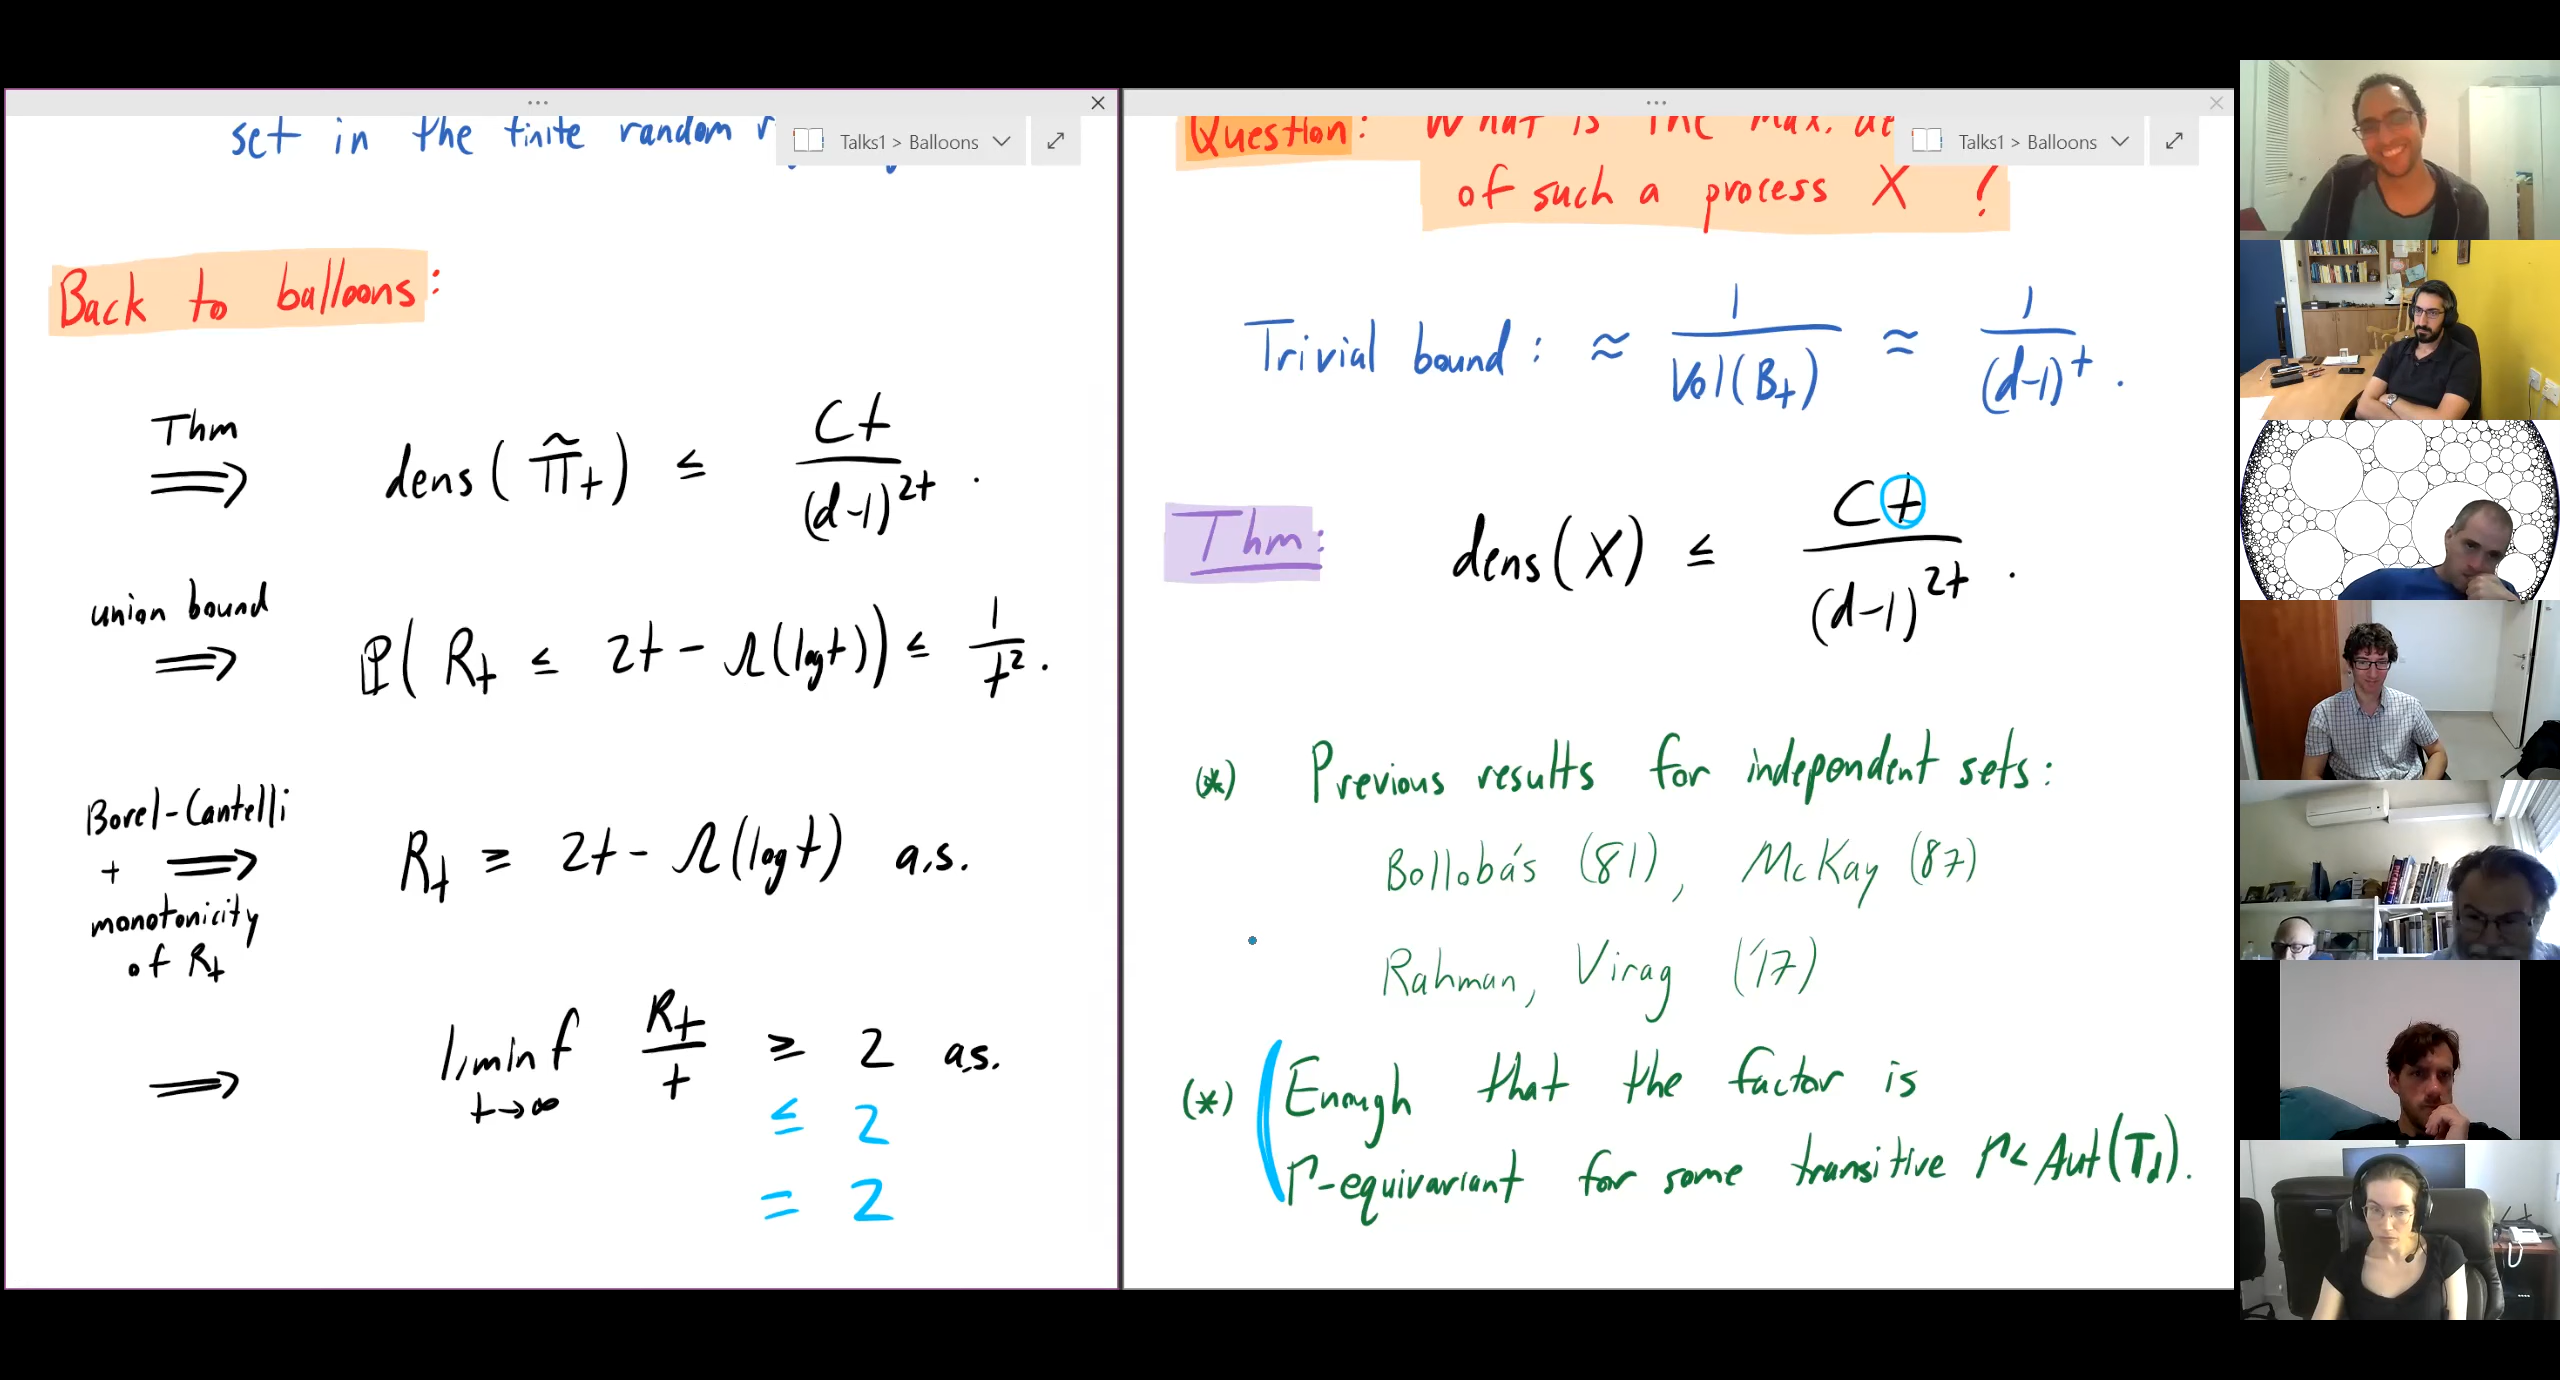 set in the finite random
Talks1 > Balloons
Back to balloons:
Thm ⟹ dens(π̃_t) ≤ Ct / (d-1)^{2t} .
union bound ⟹ ℙ(R_t ≤ 2t - Ω(log t)) ≤ 1/t² .
Borel-Cantelli + monotonicity of R_t ⟹ R_t ≥ 2t - Ω(log t) a.s.
⟹ liminf_{t→∞} R_t / t ≥ 2 a.s.
≤ 2
= 2
Question: What is the max.
Talks1 > Balloons
of such a process X ?
Trivial bound: ≈ 1 / Vol(B_t) ≈ 1 / (d-1)^t .
Thm: dens(X) ≤ Ct / (d-1)^{2t} .
(*) Previous results for independent sets:
Bollobás (81), McKay (87)
Rahman, Virag ('17)
(*) Enough that the factor is
Γ-equivariant for some transitive Γ < Aut(T_d).